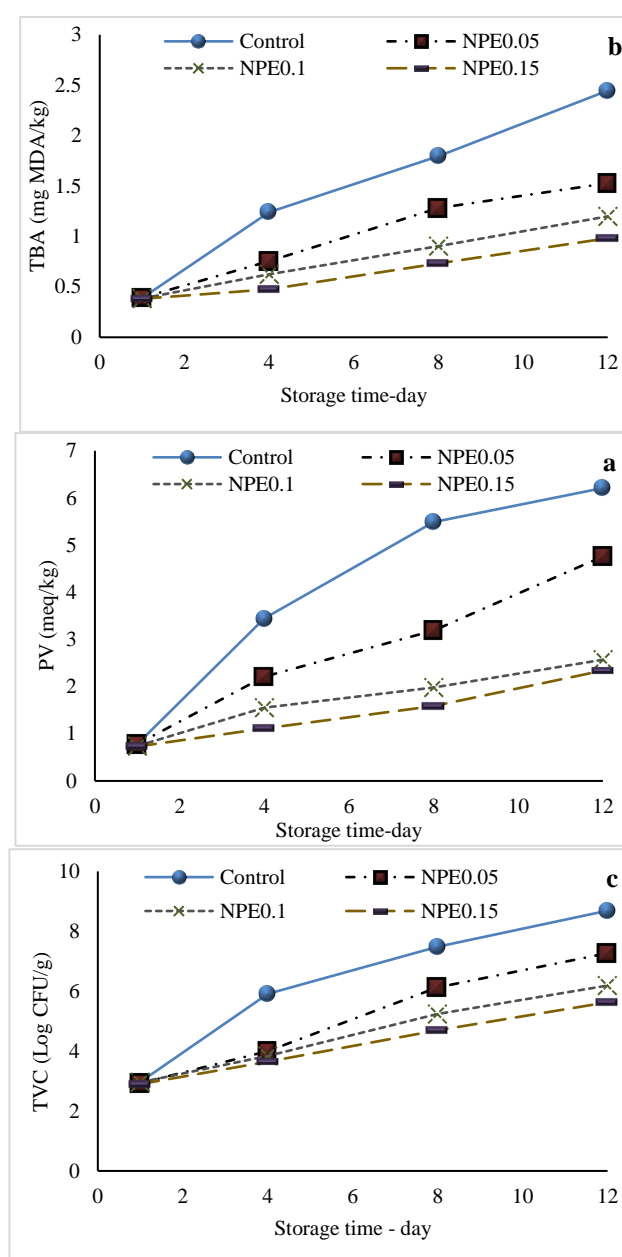 Control NPE0.05 b
NPE0.1 NPE0.15
3
2.5
2
1.5
1
0.5
0
TBA (mg MDA/kg)
0 2 4 6 8 10 12
Storage time-day
Control NPE0.05 a
NPE0.1 NPE0.15
7
6
5
4
3
2
1
0
PV (meq/kg)
0 2 4 6 8 10 12
Storage time-day
Control NPE0.05 c
NPE0.1 NPE0.15
10
8
6
4
2
0
TVC (Log CFU/g)
0 2 4 6 8 10 12
Storage time - day